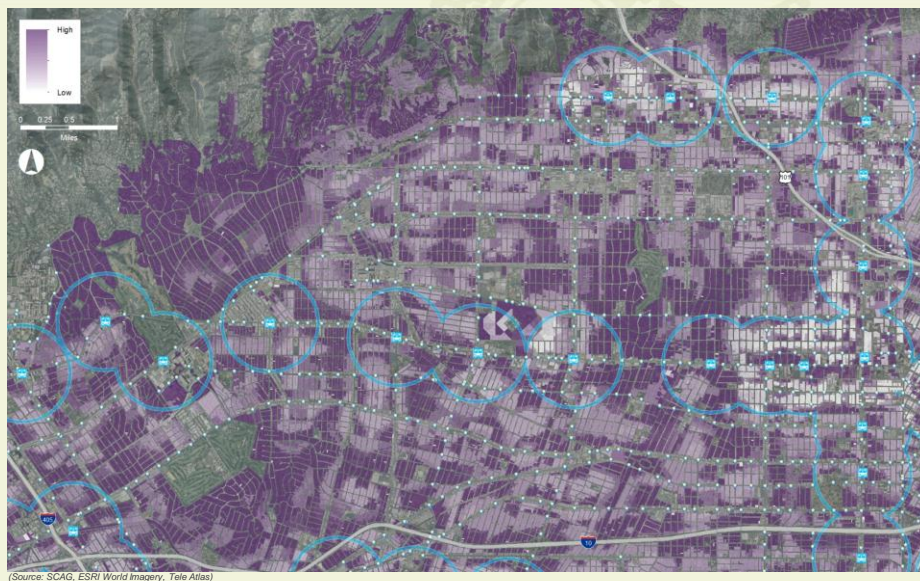 High
Low
0 0.25 0.5 1
Miles
101
405
10
(Source: SCAG, ESRI World Imagery, Tele Atlas)